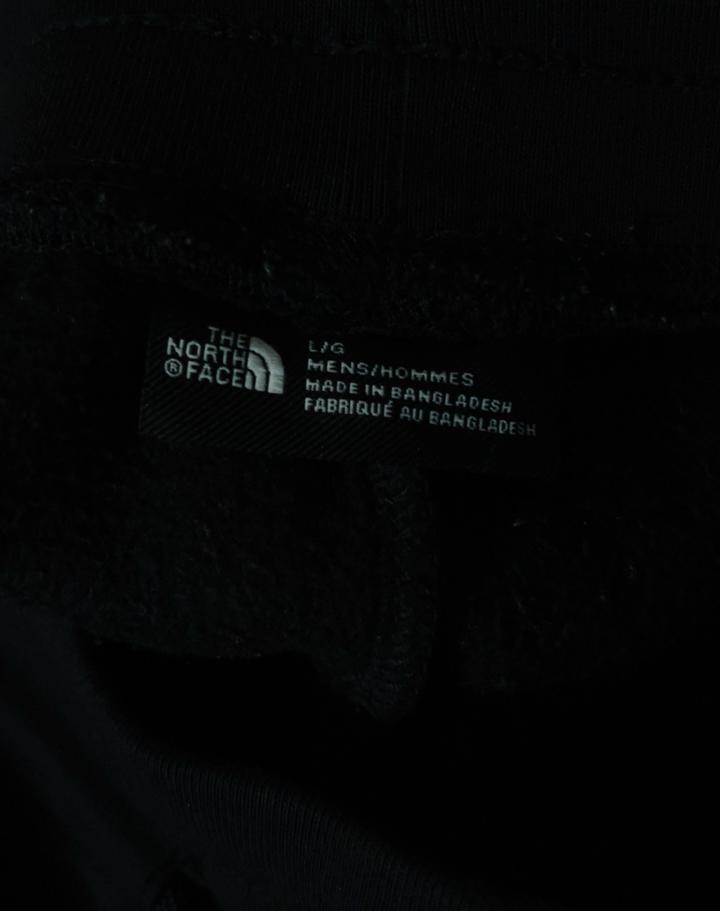 THE
NORTH
®FACE
L/G
MENS/HOMMES
MADE IN BANGLADESH
FABRIQUÉ AU BANGLADESH